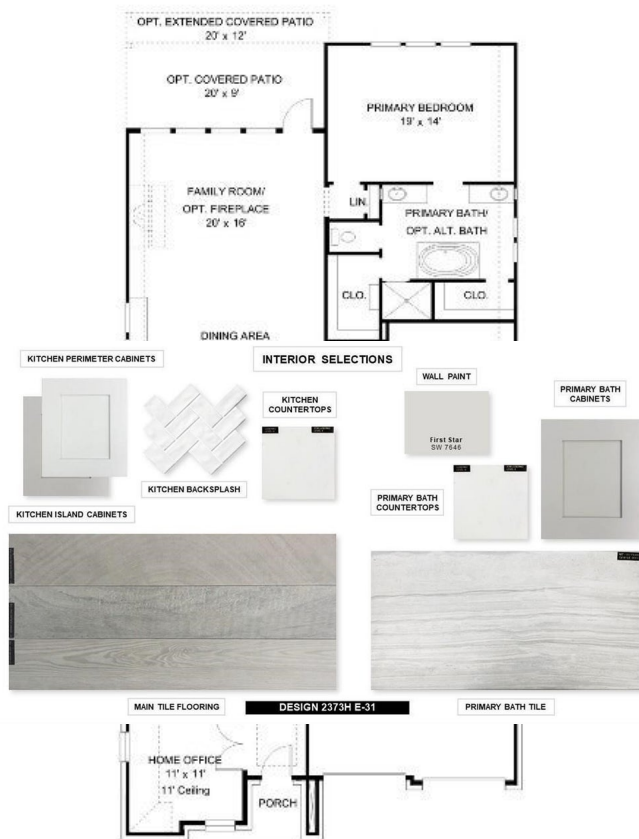 OPT. EXTENDED COVERED PATIO
20' x 12'
OPT. COVERED PATIO
20' x 9'
PRIMARY BEDROOM
19' x 14'
FAMILY ROOM/
OPT. FIREPLACE
20' x 16'
LIN.
PRIMARY BATH/
OPT. ALT. BATH
CLO.
CLO.
DINING AREA
KITCHEN PERIMETER CABINETS
INTERIOR SELECTIONS
WALL PAINT
KITCHEN
COUNTERTOPS
PRIMARY BATH
CABINETS
First Star
SW 7646
KITCHEN BACKSPLASH
PRIMARY BATH
COUNTERTOPS
KITCHEN ISLAND CABINETS
MAIN TILE FLOORING
DESIGN 2373H E-31
PRIMARY BATH TILE
HOME OFFICE
11' x 11'
11' Ceiling
PORCH